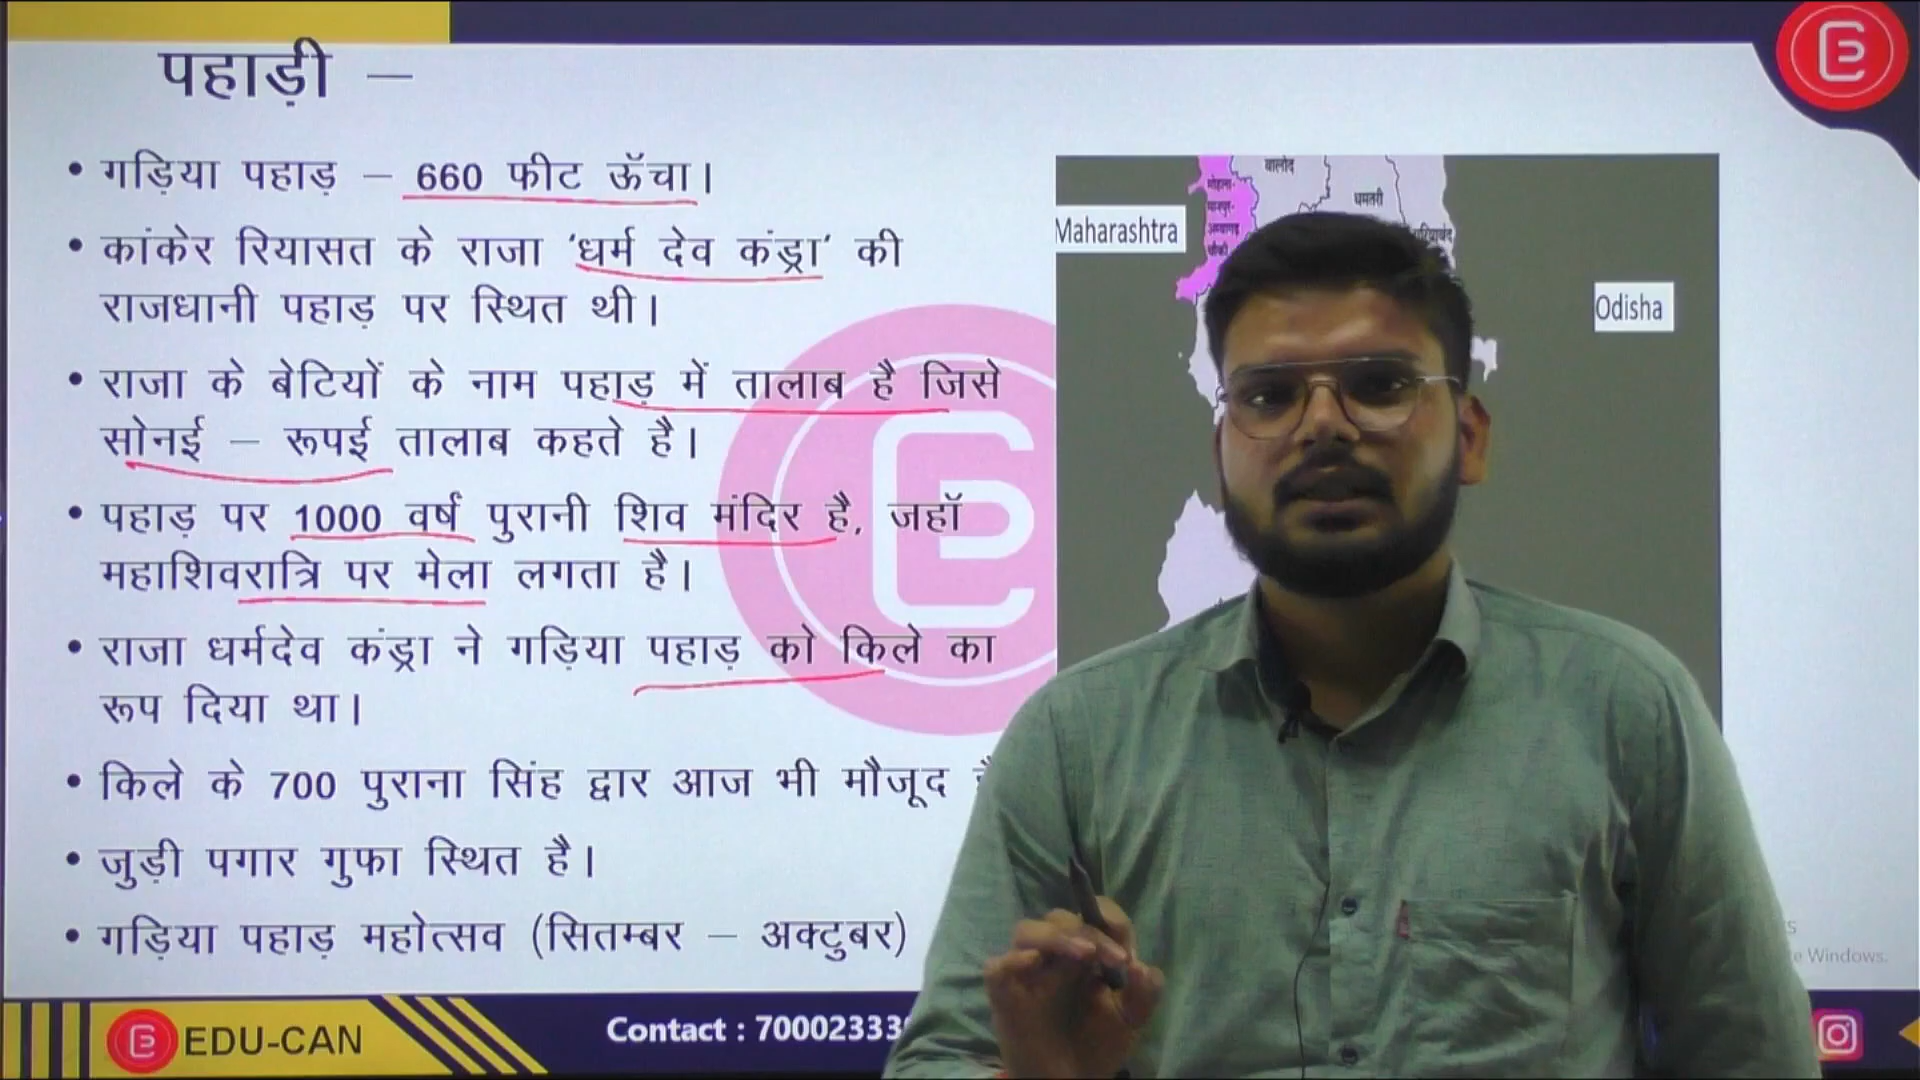 पहाड़ी –
• गड़िया पहाड़ – 660 फीट ऊॅचा।
• कांकेर रियासत के राजा ‘धर्म देव कंड्रा’ की
राजधानी पहाड़ पर स्थित थी।
• राजा के बेटियों के नाम पहाड़ में तालाब है जिसे
सोनई – रूपई तालाब कहते है।
• पहाड़ पर 1000 वर्ष पुरानी शिव मंदिर है, जहॉ
महाशिवरात्रि पर मेला लगता है।
• राजा धर्मदेव कंड्रा ने गड़िया पहाड़ को किले का
रूप दिया था।
• किले के 700 पुराना सिंह द्वार आज भी मौजूद
• जुड़ी पगार गुफा स्थित है।
• गड़िया पहाड़ महोत्सव (सितम्बर – अक्टुबर)
बालोद
धमतरी
Maharashtra
Odisha
Windows.
EDU-CAN
Contact : 70002333